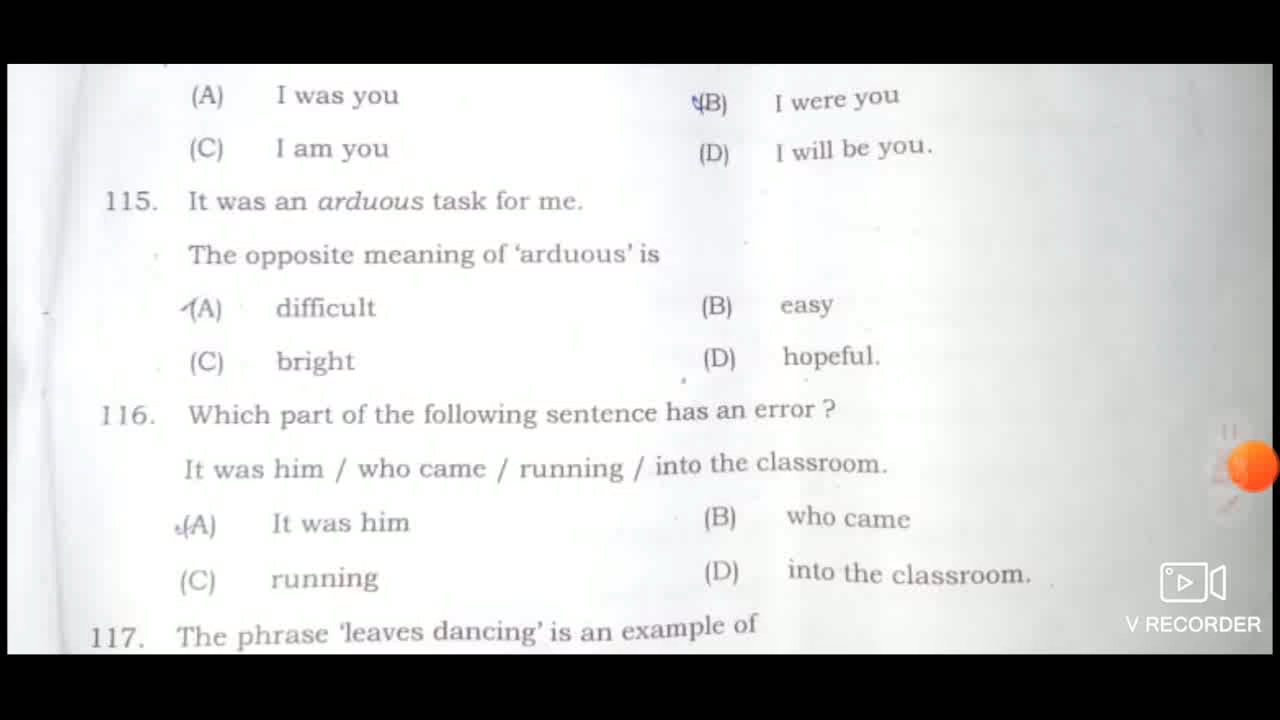 (A) I was you (B) I were you
(C) I am you (D) I will be you.
115. It was an arduous task for me.
The opposite meaning of ‘arduous’ is
(A) difficult (B) easy
(C) bright (D) hopeful.
116. Which part of the following sentence has an error ?
It was him / who came / running / into the classroom.
(A) It was him (B) who came
(C) running (D) into the classroom.
117. The phrase ‘leaves dancing’ is an example of
V RECORDER